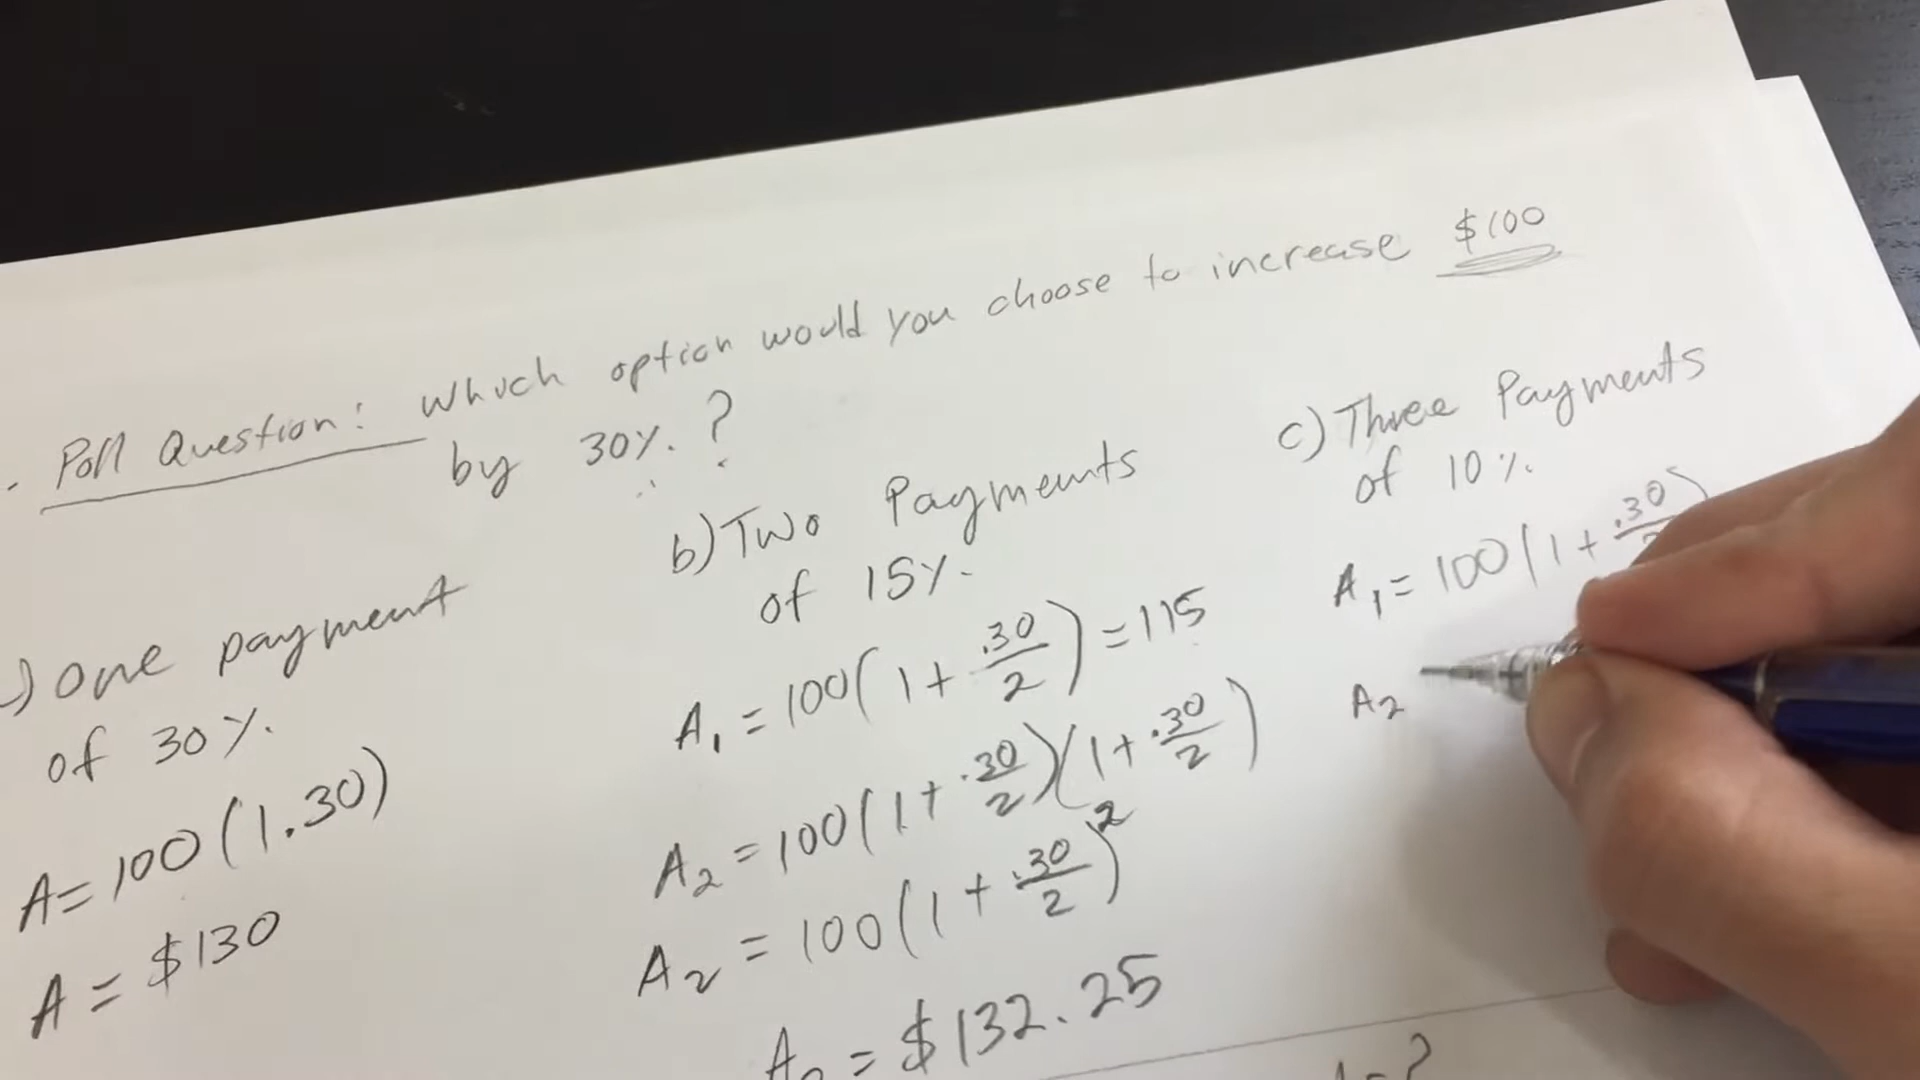 Poll Question: Which option would you choose to increase $100
by 30%. ?
) One payment
of 30%.
A = 100(1.30)
A = $130
b) Two Payments
of 15%.
A₁ = 100(1 + .30/2) = 115
A₂ = 100(1 + .30/2)(1 + .30/2)
A₂ = 100(1 + .30/2)²
A₂ = $132.25
c) Three Payments
of 10%.
A₁ = 100(1 + .30
A₂